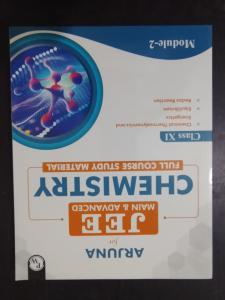 PW
ARJUNA
for
JEE
MAIN & ADVANCED
CHEMISTRY
FULL COURSE STUDY MATERIAL
Class XI
Chemical Thermodynamics and
Energetics
Equilibrium
Redox Reaction
Module-2